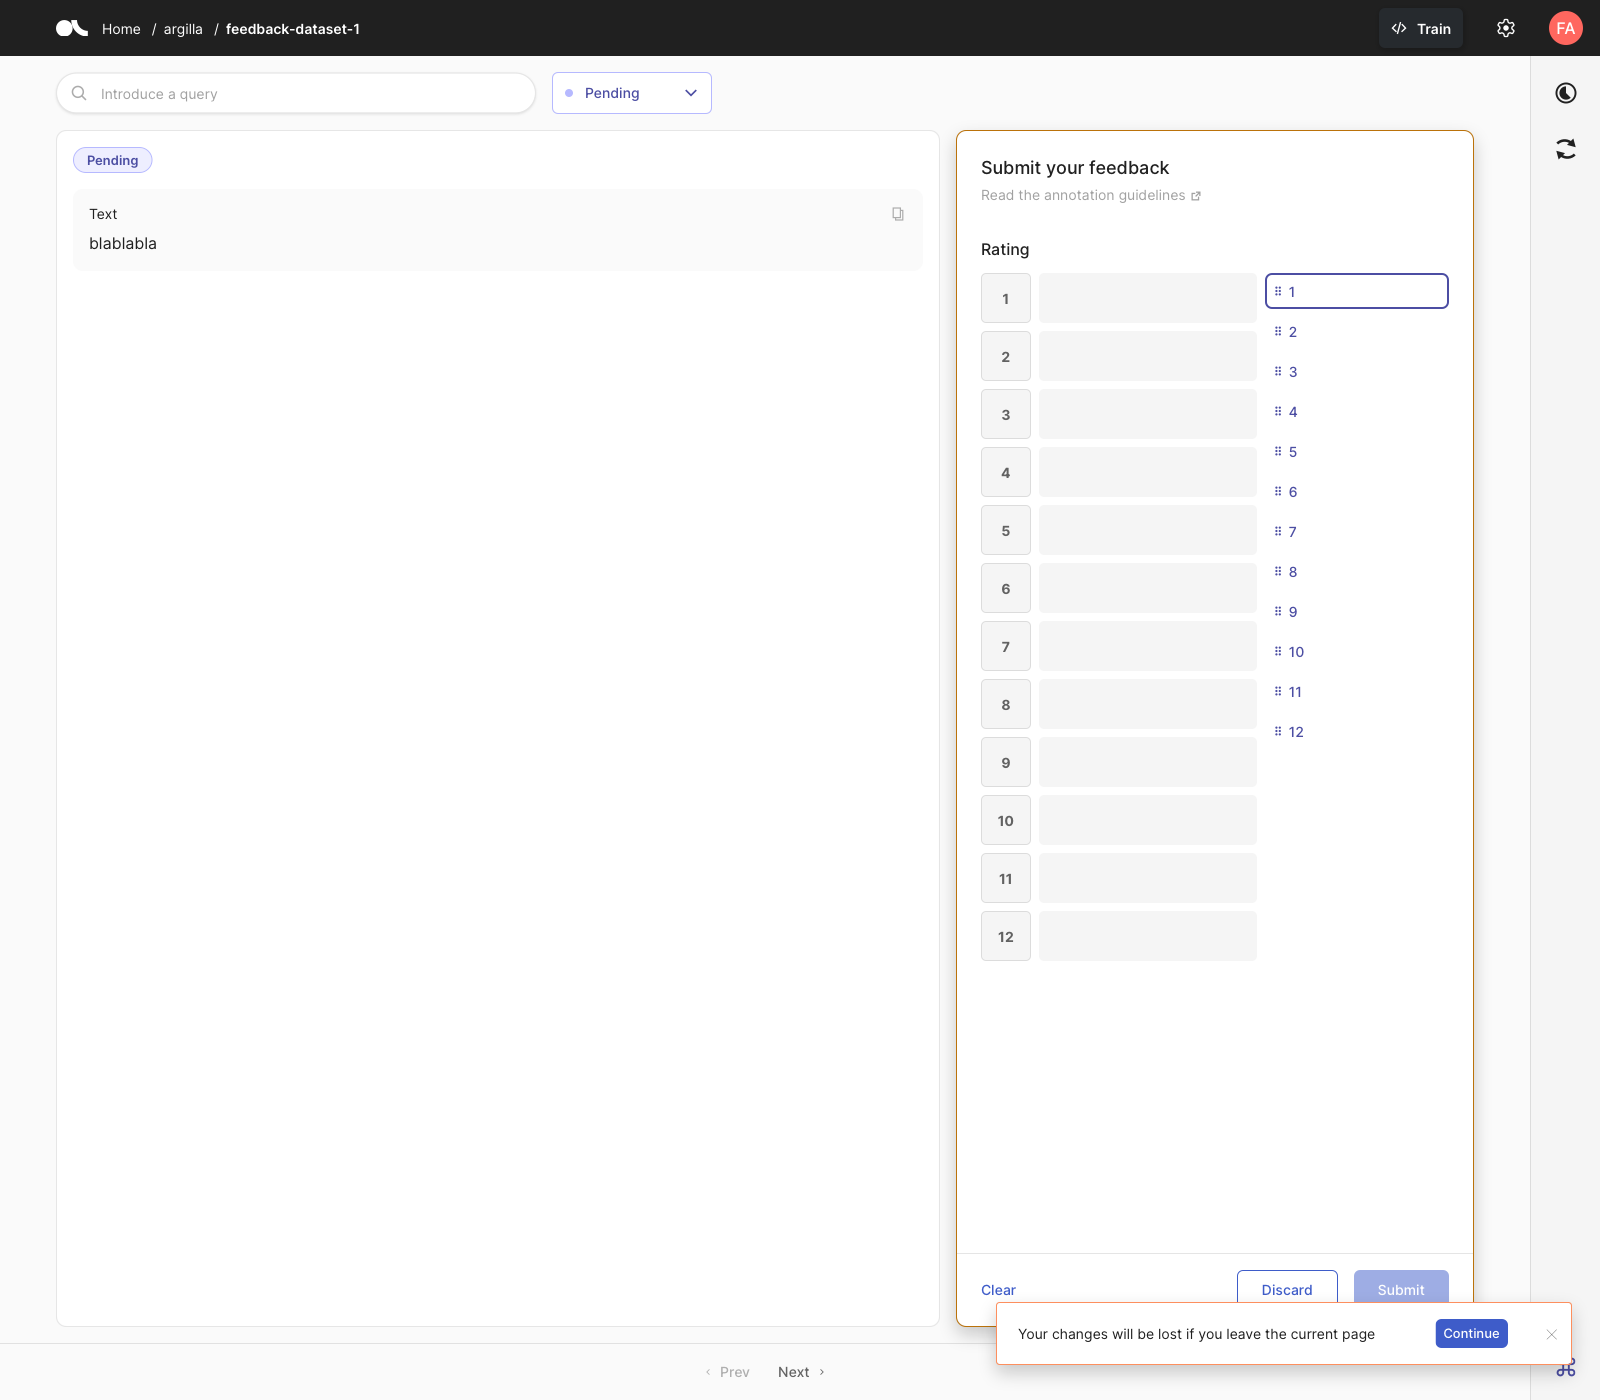 Home / argilla / feedback-dataset-1
Train
FA
Introduce a query
Pending
Pending
Text
blablabla
Submit your feedback
Read the annotation guidelines
Rating
1
2
3
4
5
6
7
8
9
10
11
12
1
2
3
4
5
6
7
8
9
10
11
12
Clear
Discard
Submit
Your changes will be lost if you leave the current page
Continue
Prev
Next